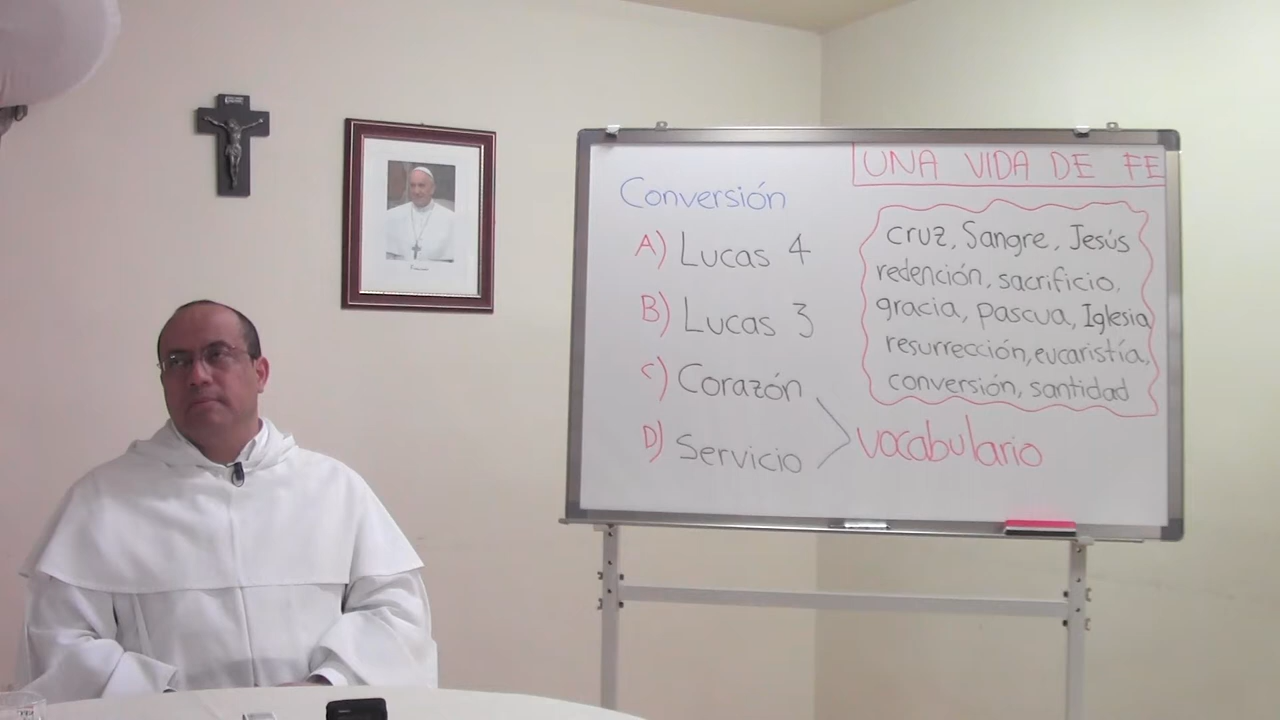 UNA VIDA DE FE
Conversión
A) Lucas 4
B) Lucas 3
C) Corazón
D) Servicio
cruz, Sangre, Jesús
redención, sacrificio,
gracia, pascua, Iglesia
resurrección, eucaristía,
conversión, santidad
vocabulario